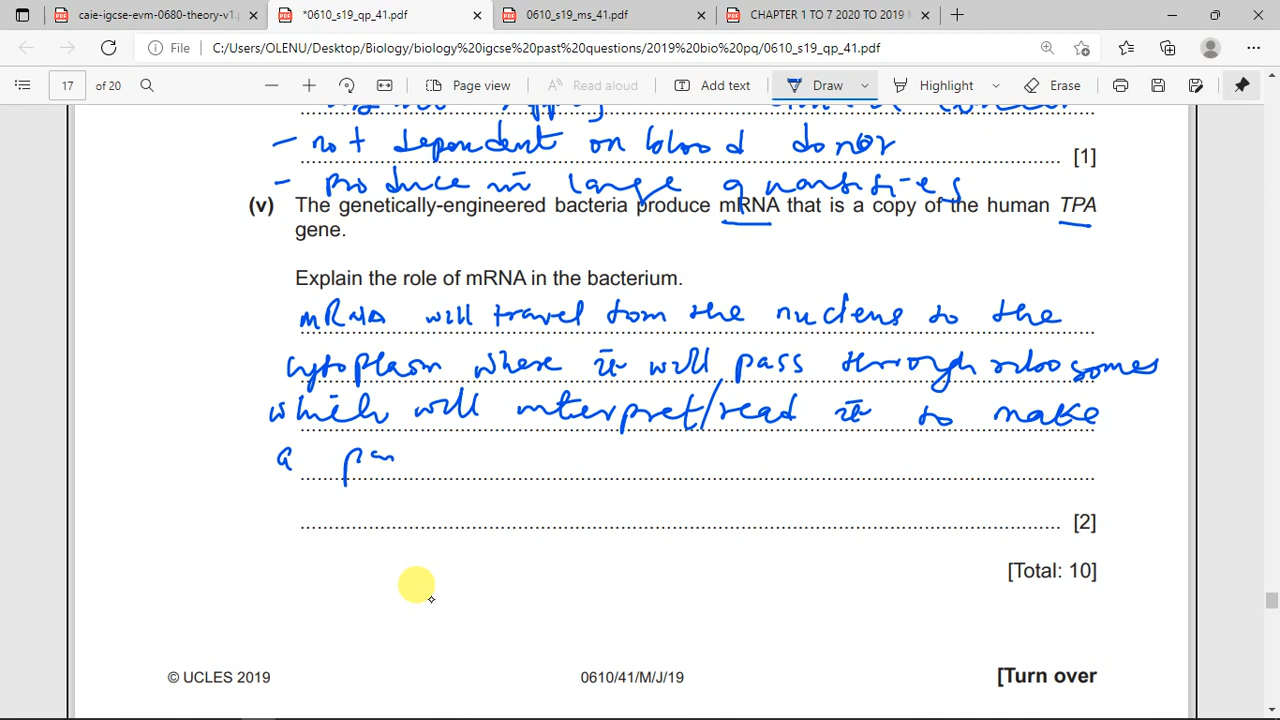 caie-igcse-evm-0680-theory-v1.
*0610_s19_qp_41.pdf
0610_s19_ms_41.pdf
CHAPTER 1 TO 7 2020 TO 2019
File
C:/Users/OLENU/Desktop/Biology/biology%20igcse%20past%20questions/2019%20bio%20pq/0610_s19_qp_41.pdf
17 of 20
Page view
Read aloud
Add text
Draw
Highlight
Erase
- not dependent on blood donor [1]
- produce in large quantities
(v) The genetically-engineered bacteria produce mRNA that is a copy of the human TPA
gene.
Explain the role of mRNA in the bacterium.
mRNA will travel from the nucleus to the
cytoplasm where it will pass through ribosomes
which will interpret/read it to make
a par
[2]
[Total: 10]
© UCLES 2019
0610/41/M/J/19
[Turn over